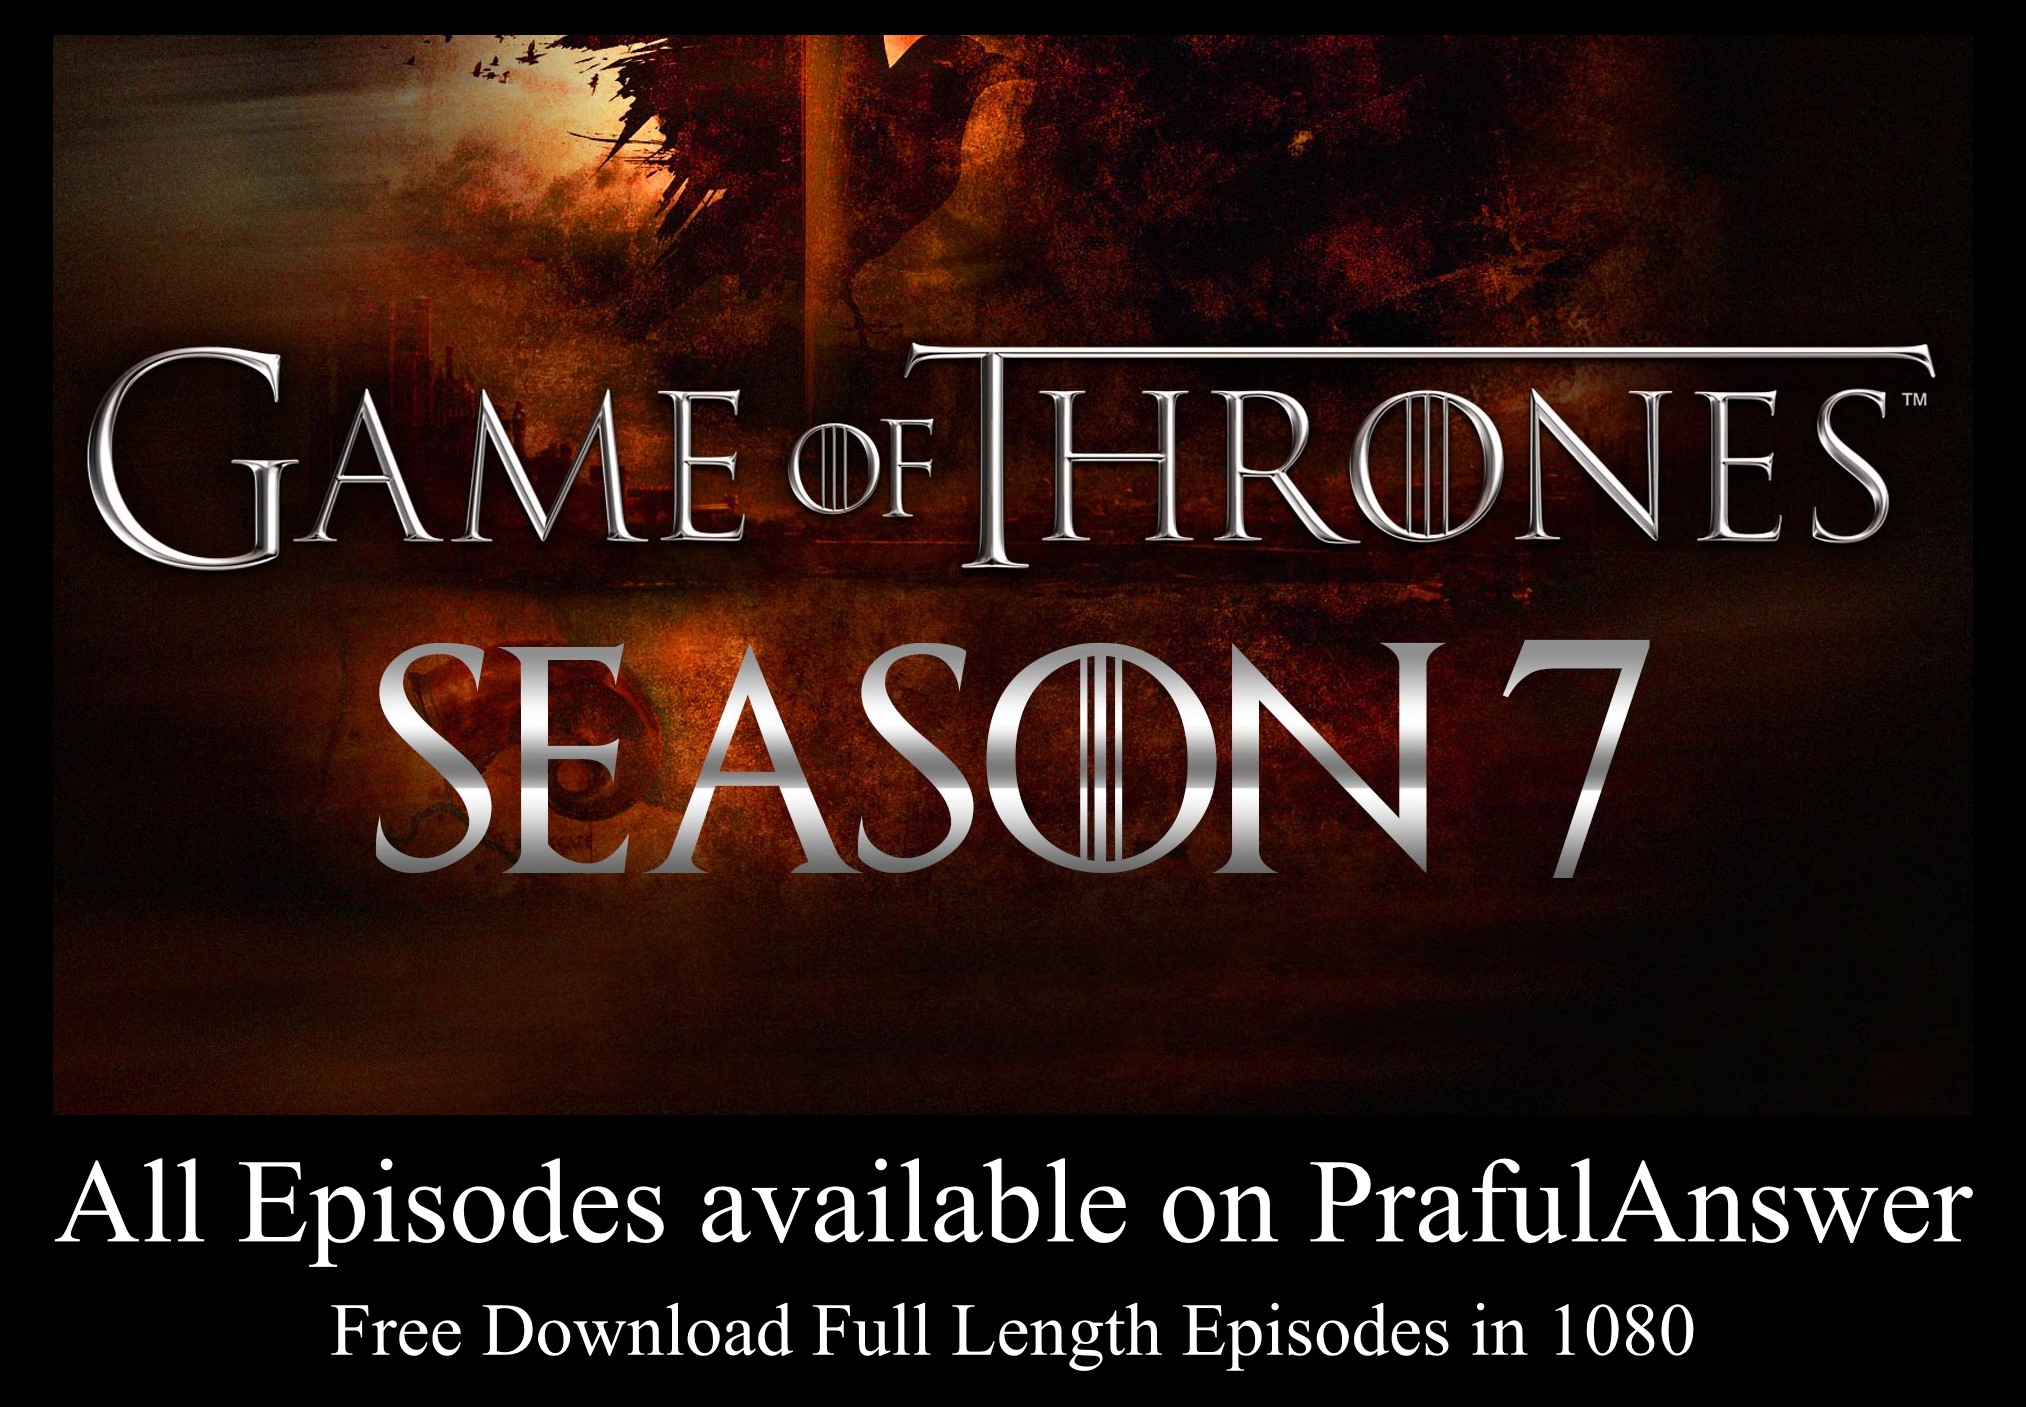 GAME OF THRONES™
SEASON 7
All Episodes available on PrafulAnswer
Free Download Full Length Episodes in 1080